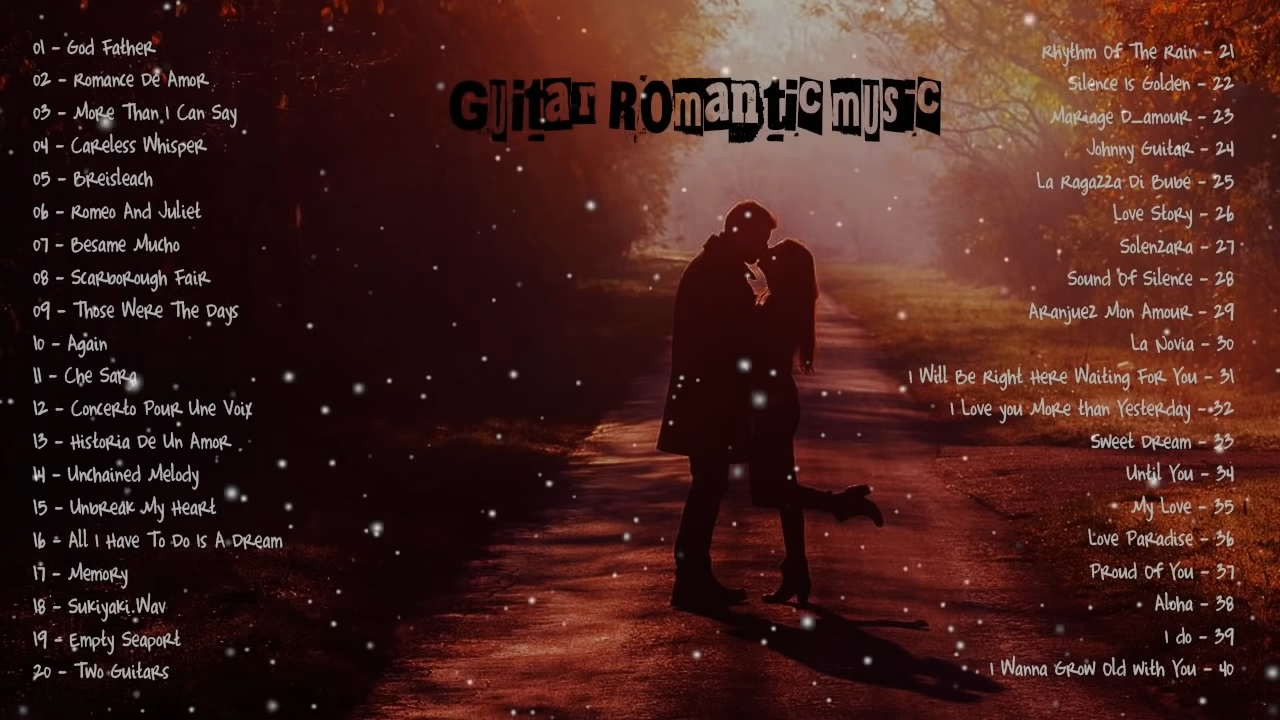 Guitar Romantic music
01 - God Father
02 - Romance De Amor
03 - More Than I Can Say
04 - Careless Whisper
05 - Breisleach
06 - Romeo And Juliet
07 - Besame Mucho
08 - Scarborough Fair
09 - Those Were The Days
10 - Again
11 - Che Sara
12 - Concerto Pour Une Voix
13 - Historia De Un Amor
14 - Unchained Melody
15 - Unbreak My Heart
16 - All I Have To Do Is A Dream
17 - Memory
18 - Sukiyaki.Wav
19 - Empty Seaport
20 - Two Guitars
Rhythm Of The Rain - 21
Silence Is Golden - 22
Mariage D_amour - 23
Johnny Guitar - 24
La Ragazza Di Bube - 25
Love Story - 26
Solenzara - 27
Sound Of Silence - 28
Aranjuez Mon Amour - 29
La Novia - 30
I Will Be Right Here Waiting For You - 31
I Love you More than Yesterday - 32
Sweet Dream - 33
Until You - 34
My Love - 35
Love Paradise - 36
Proud Of You - 37
Aloha - 38
I do - 39
I Wanna Grow Old With You - 40